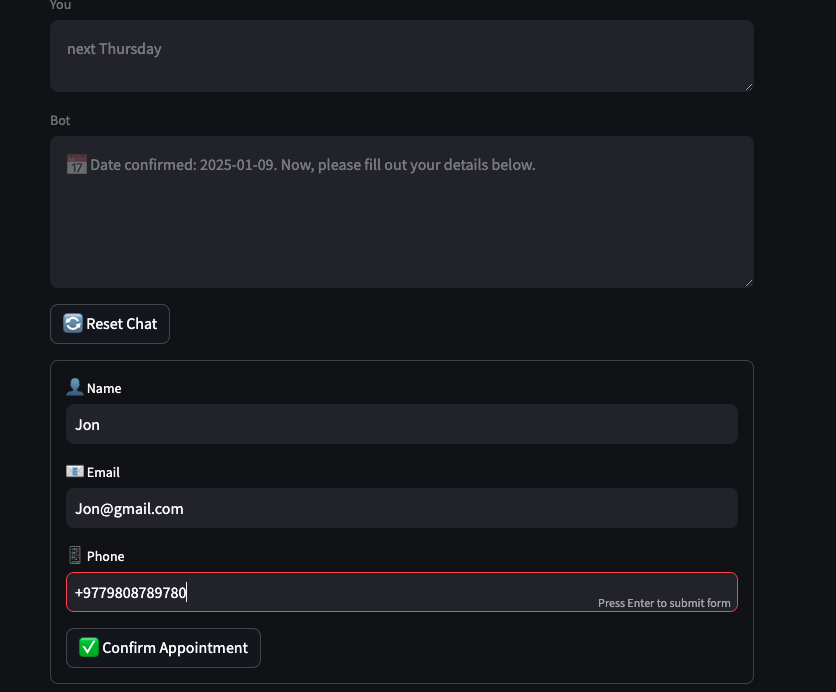 You
next Thursday
Bot
📅 Date confirmed: 2025-01-09. Now, please fill out your details below.
🔄 Reset Chat
👤 Name
Jon
📧 Email
Jon@gmail.com
📱 Phone
+9779808789780
Press Enter to submit form
✅ Confirm Appointment